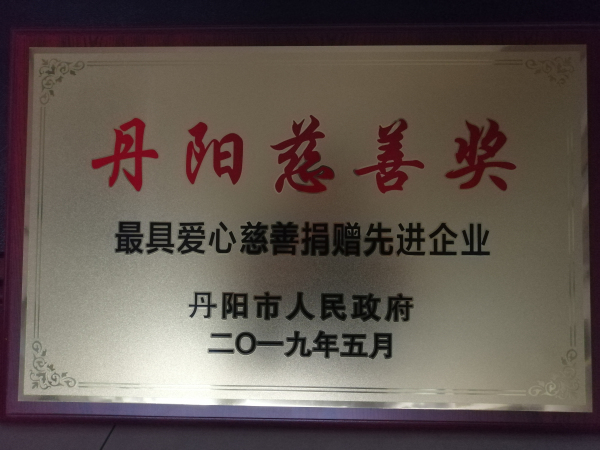 丹阳慈善奖
最具爱心慈善捐赠先进企业
丹阳市人民政府
二〇一九年五月